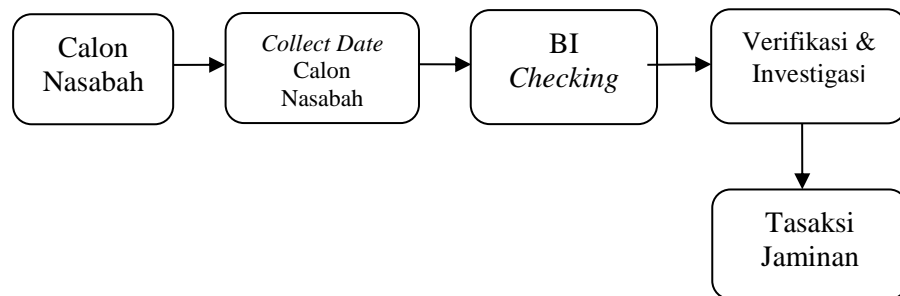 Calon
Nasabah
Collect Date
Calon
Nasabah
BI
Checking
Verifikasi &
Investigasi
Tasaksi
Jaminan